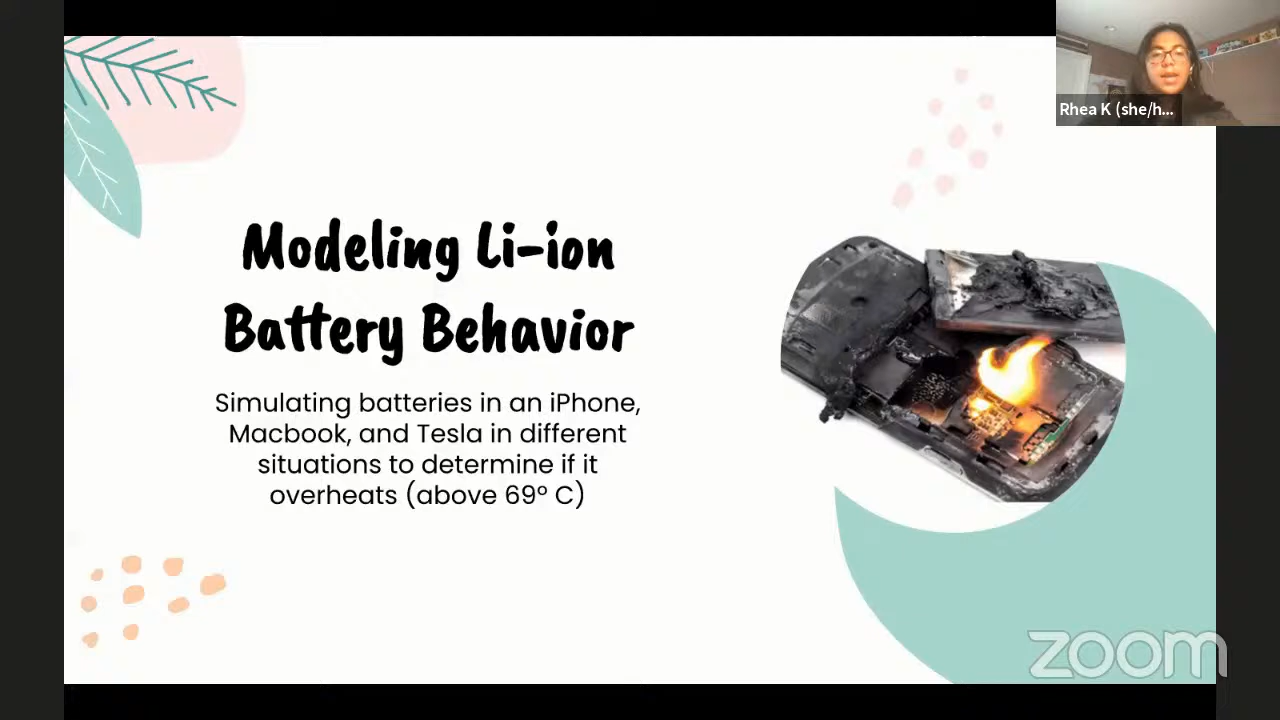 Rhea K (she/h...
Modeling Li-ion
Battery Behavior
Simulating batteries in an iPhone,
Macbook, and Tesla in different
situations to determine if it
overheats (above 69° C)
zoom